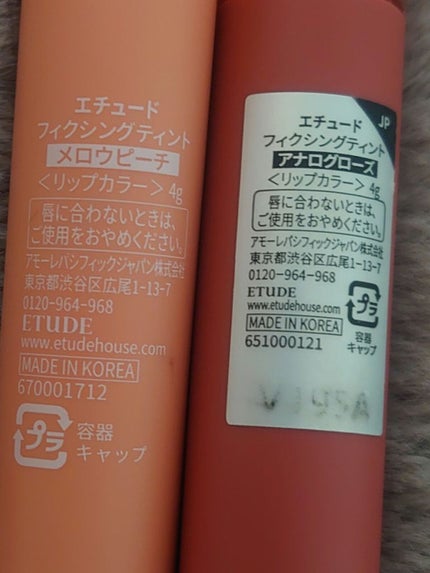 エチュード
フィクシングティント
メロウピーチ
<リップカラー> 4g
唇に合わないときは、
ご使用をおやめください。
アモーレパシフィックジャパン株式会社
東京都渋谷区広尾1-13-7
0120-964-968
ETUDE
www.etudehouse.com
MADE IN KOREA
670001712
プラ
容器
キャップ
JP
エチュード
フィクシングティント
アナログローズ
<リップカラー> 4g
唇に合わないときは、
ご使用をおやめください。
アモーレパシフィックジャパン株式会社
東京都渋谷区広尾1-13-7
0120-964-968
ETUDE
www.etudehouse.com
MADE IN KOREA
651000121
プラ
容器
キャップ